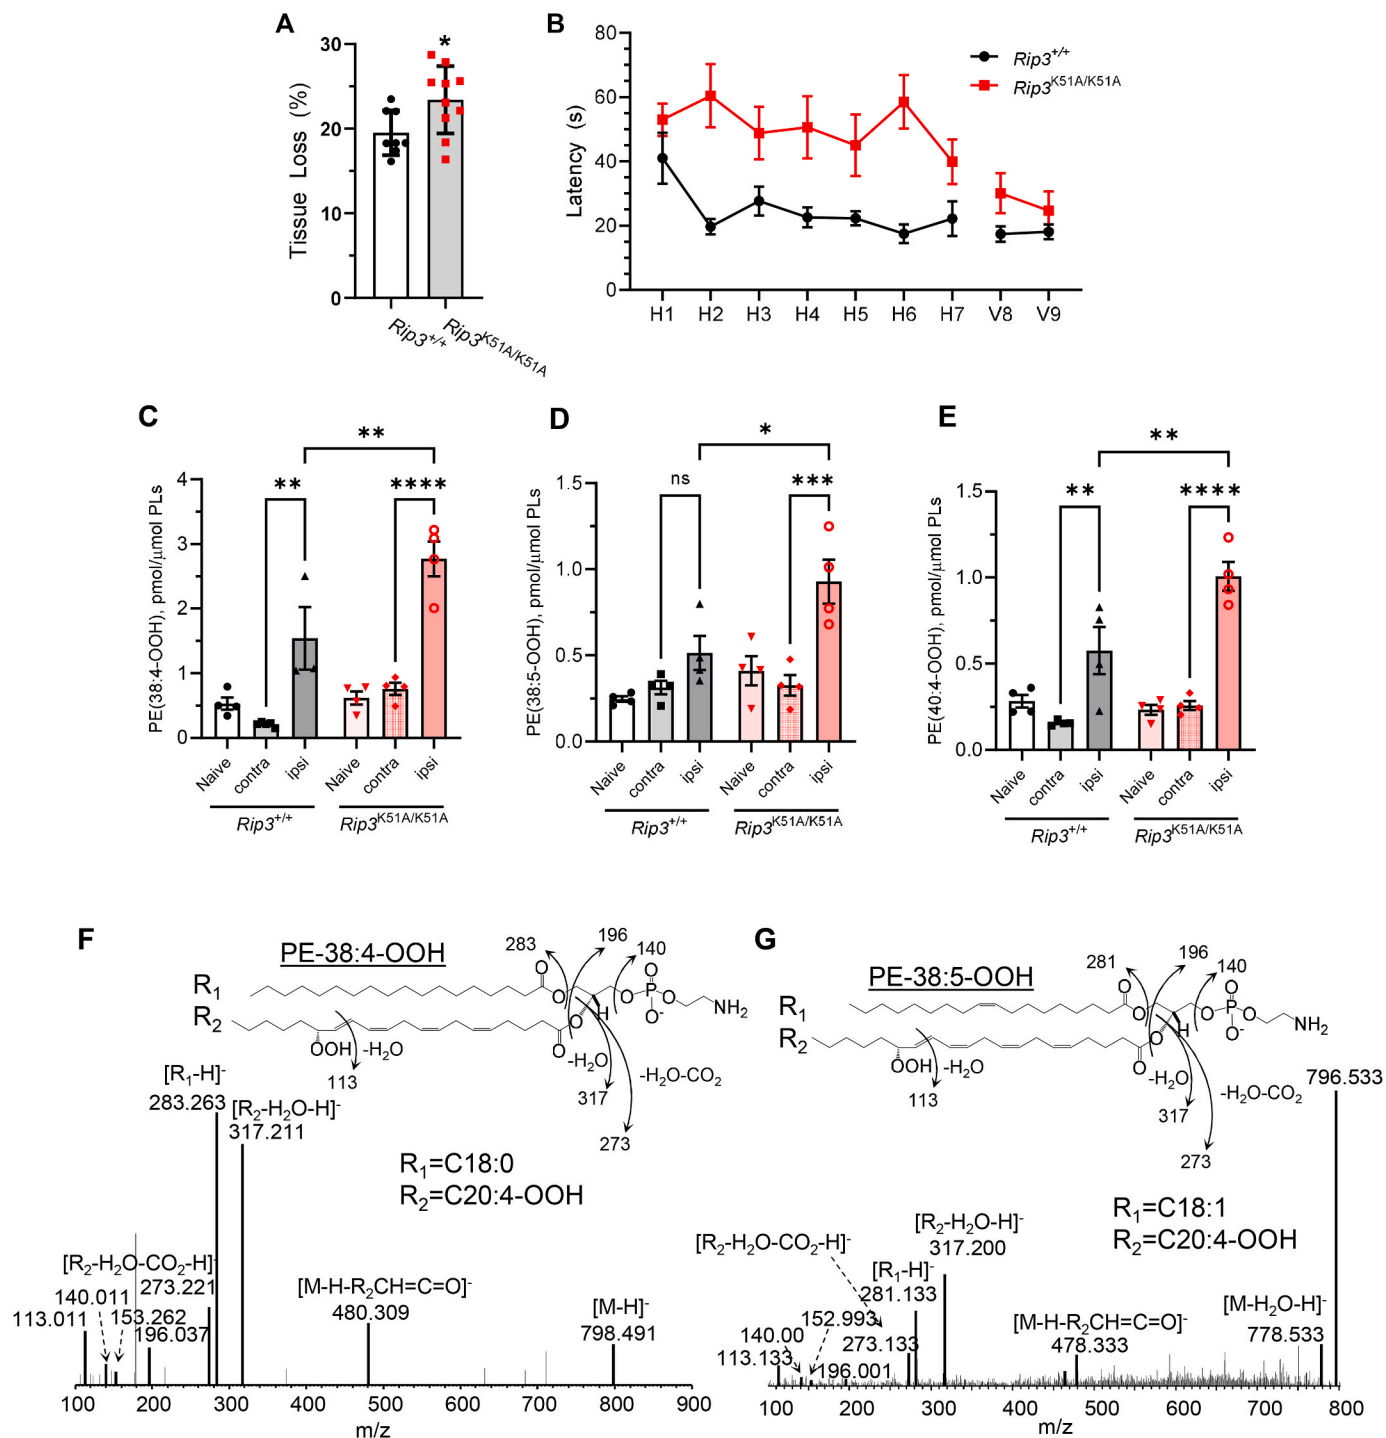 A
Tissue Loss (%)
30
20
10
0
*
Rip3+/+
Rip3K51A/K51A
B
Latency (s)
80
60
40
20
0
H1 H2 H3 H4 H5 H6 H7 V8 V9
Rip3+/+
Rip3K51A/K51A
C
PE(38:4-OOH), pmol/μmol PLs
4
3
2
1
0
**
** ****
Naive contra ipsi Naive contra ipsi
Rip3+/+ Rip3K51A/K51A
D
PE(38:5-OOH), pmol/μmol PLs
1.5
1.0
0.5
0.0
*
ns ***
Naive contra ipsi Naive contra ipsi
Rip3+/+ Rip3K51A/K51A
E
PE(40:4-OOH), pmol/μmol PLs
1.5
1.0
0.5
0.0
**
** ****
Naive contra ipsi Naive contra ipsi
Rip3+/+ Rip3K51A/K51A
F
PE-38:4-OOH
283 196 140
R1
R2
O O O O P O NH2
O-
H
O
O
OOH -H2O
113
-H2O
317
-H2O-CO2
273
[R1-H]-
283.263
[R2-H2O-H]-
317.211
R1=C18:0
R2=C20:4-OOH
[R2-H2O-CO2-H]-
273.221
140.011
113.011
153.262
196.037
[M-H-R2CH=C=O]-
480.309
[M-H]-
798.491
100 200 300 400 500 600 700 800 900
m/z
G
PE-38:5-OOH
281 196 140
R1
R2
O O O O P O NH2
O-
H
O
O
OOH -H2O
113
-H2O
317
-H2O-CO2
273
796.533
R1=C18:1
R2=C20:4-OOH
[R2-H2O-CO2-H]-
[R2-H2O-H]-
317.200
[R1-H]-
281.133
152.993
140.00
273.133
113.133
196.001
[M-H-R2CH=C=O]-
478.333
[M-H2O-H]-
778.533
100 200 300 400 500 600 700 800
m/z